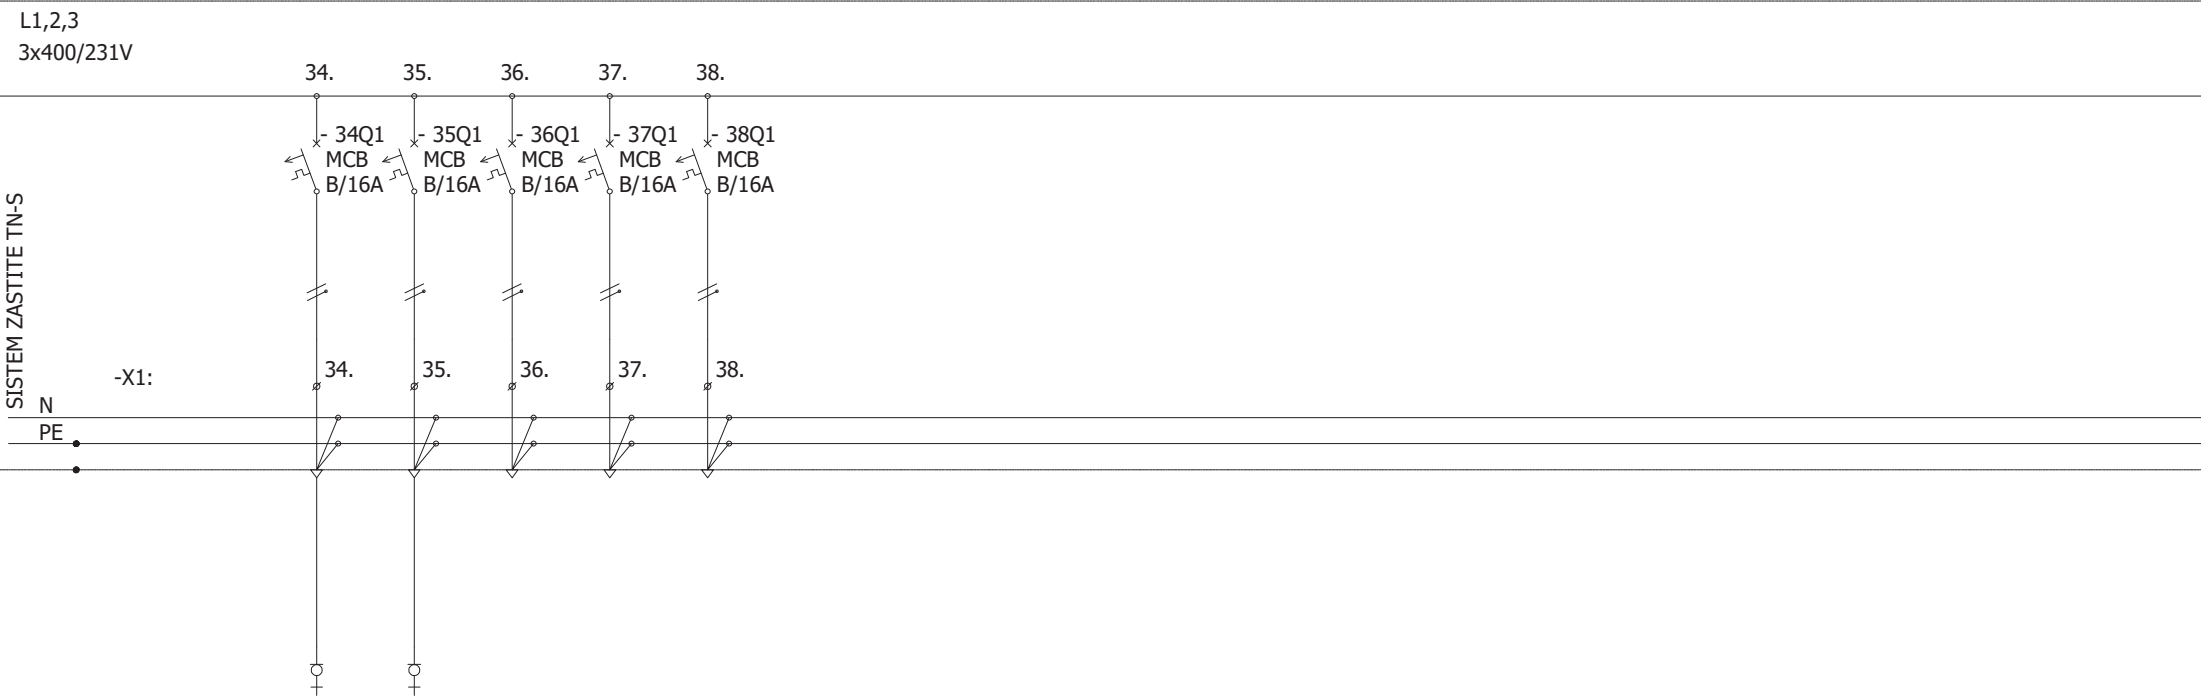 L1,2,3
3x400/231V
34. 35. 36. 37. 38.
- 34Q1 - 35Q1 - 36Q1 - 37Q1 - 38Q1
MCB MCB MCB MCB MCB
B/16A B/16A B/16A B/16A B/16A
SISTEM ZASTITE TN-S
-X1: 34. 35. 36. 37. 38.
N
PE